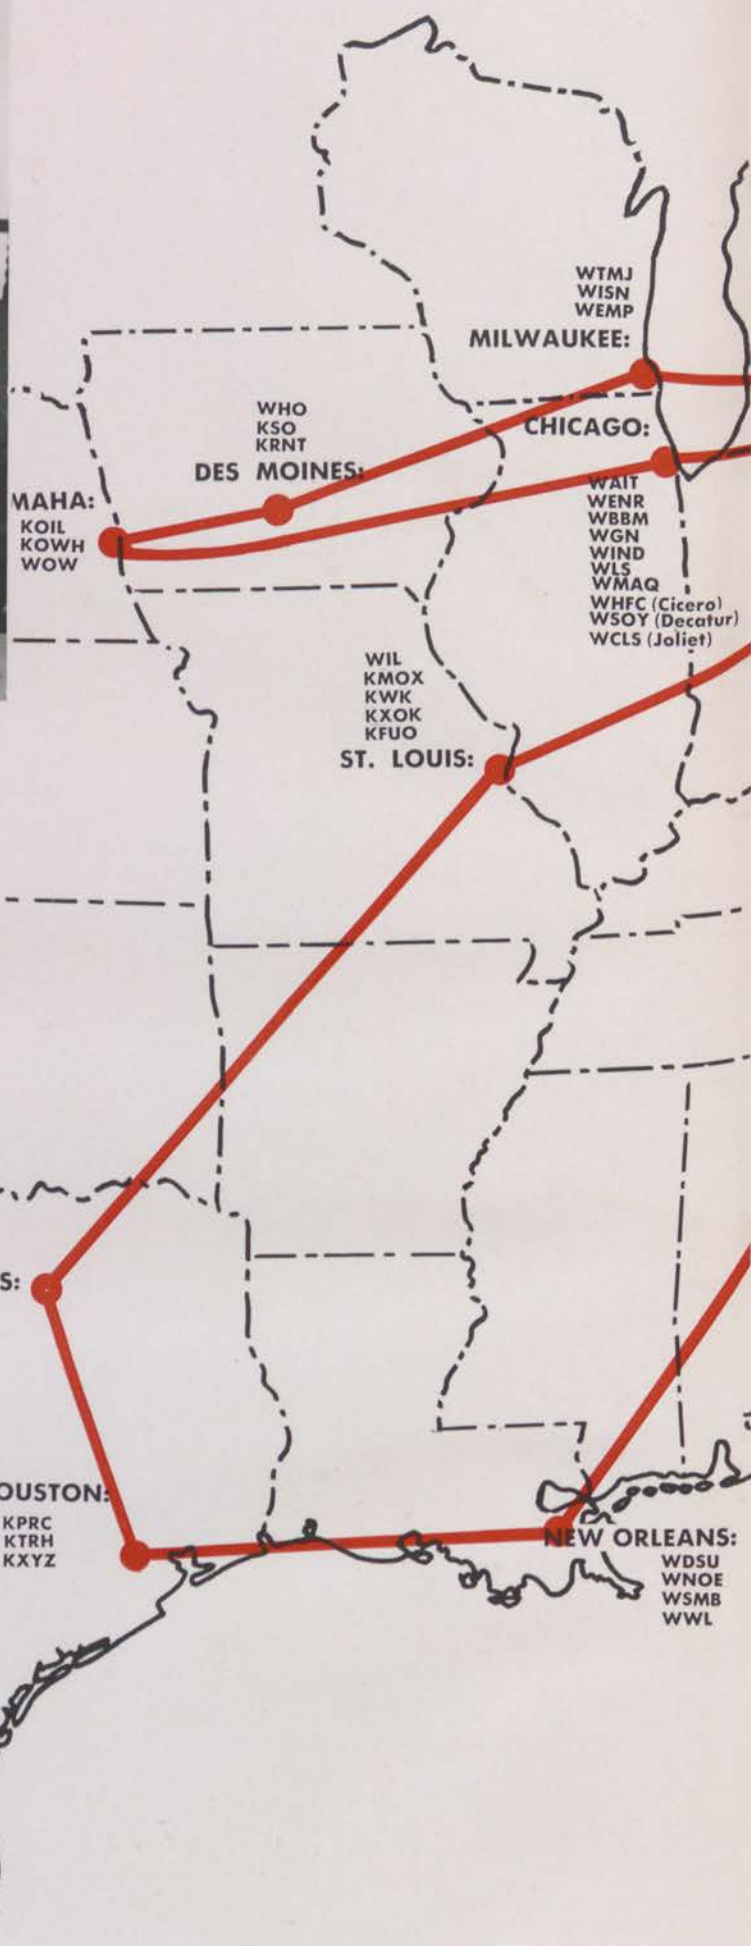 WTMJ
WISN
WEMP
MILWAUKEE:
WHO
KSO
KRNT
DES MOINES:
CHICAGO:
WAIT
WENR
WBBM
WGN
WIND
WLS
WMAQ
WHFC (Cicero)
WSOY (Decatur)
WCLS (Joliet)
MAHA:
KOIL
KOWH
WOW
WIL
KMOX
KWK
KXOK
KFUO
ST. LOUIS:
S:
OUSTON:
KPRC
KTRH
KXYZ
NEW ORLEANS:
WDSU
WNOE
WSMB
WWL